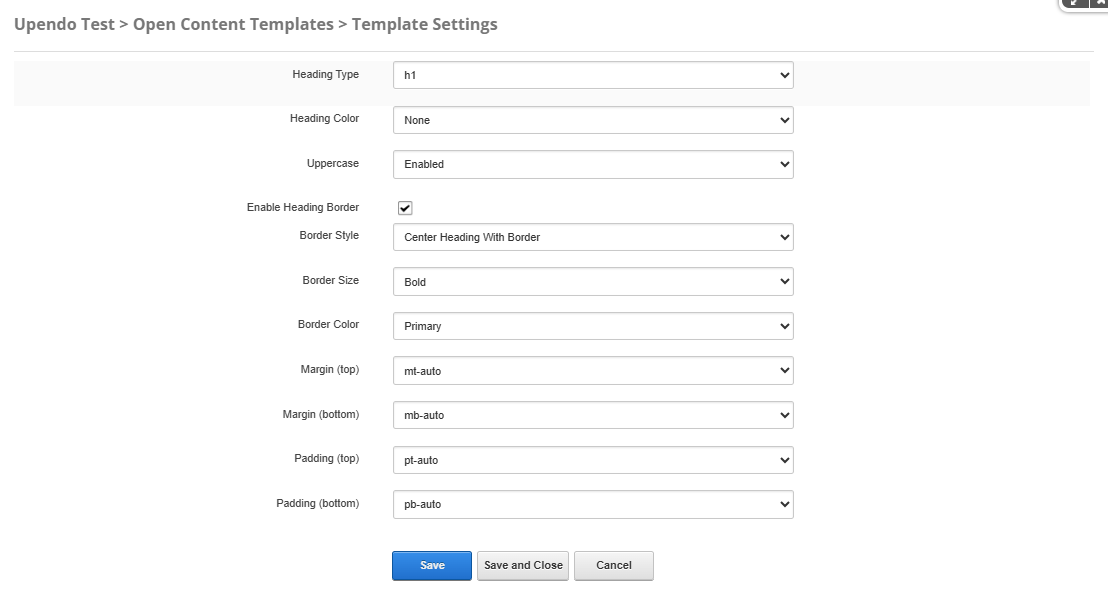 Upendo Test > Open Content Templates > Template Settings
Heading Type h1
Heading Color None
Uppercase Enabled
Enable Heading Border
Border Style Center Heading With Border
Border Size Bold
Border Color Primary
Margin (top) mt-auto
Margin (bottom) mb-auto
Padding (top) pt-auto
Padding (bottom) pb-auto
Save Save and Close Cancel